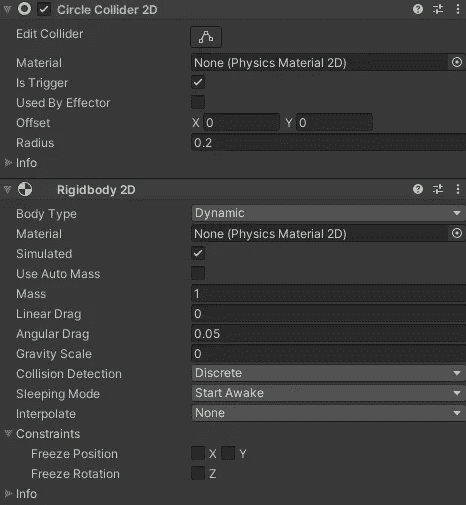 Circle Collider 2D
Edit Collider
Material None (Physics Material 2D)
Is Trigger
Used By Effector
Offset X 0 Y 0
Radius 0.2
Info
Rigidbody 2D
Body Type Dynamic
Material None (Physics Material 2D)
Simulated
Use Auto Mass
Mass 1
Linear Drag 0
Angular Drag 0.05
Gravity Scale 0
Collision Detection Discrete
Sleeping Mode Start Awake
Interpolate None
Constraints
Freeze Position X Y
Freeze Rotation Z
Info